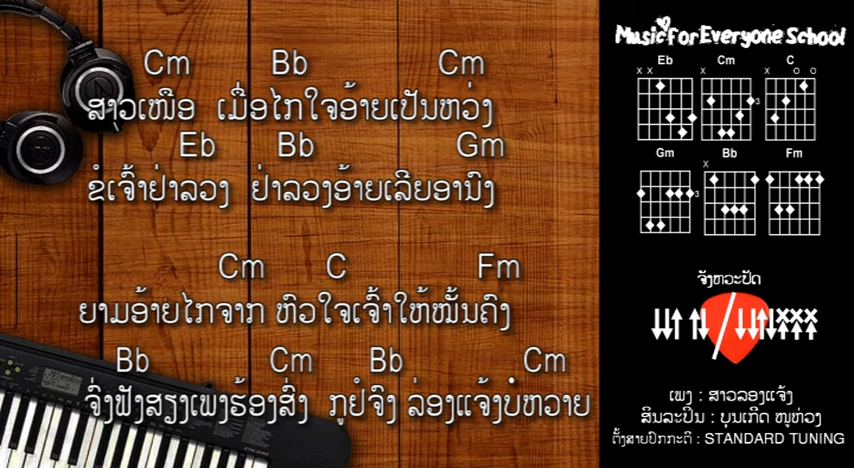 Cm Bb Cm
ສາວເໜືອ ເມື່ອໄກໃຈອ້າຍເປັນຫວ່ງ
Eb Bb Gm
ຂໍເຈົ້າຢ່າລວງ ຢ່າລວງອ້າຍເລີຍອານົງ
Cm C Fm
ຍາມອ້າຍໄກຈາກ ຫົວໃຈເຈົ້າໃຫ້ໝັ້ນຄົງ
Bb Cm Bb Cm
ຈົ່ງຟັງສຽງເພງຮ້ອງສົ່ງ ກູຢໍຈົງ ລ່ອງແຈ້ງບໍ່ຫວາຍ
Music for Everyone School
Eb Cm C
x x x x o o
3
Gm Bb Fm
x
3
ຈັງຫວະປັດ
xxx
ເພງ : ສາວລອງແຈ້ງ
ສິນລະປິນ : ບຸນເກີດ ໜູຫ່ວງ
ຕັ້ງສາຍປົກກະຕິ : STANDARD TUNING